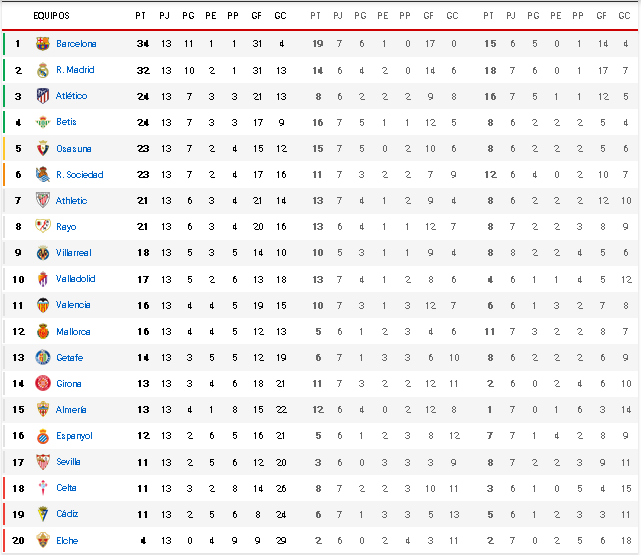 EQUIPOS PT PJ PG PE PP GF GC PT PJ PG PE PP GF GC PT PJ PG PE PP GF GC
1 Barcelona 34 13 11 1 1 31 4 19 7 6 1 0 17 0 15 6 5 0 1 14 4
2 R. Madrid 32 13 10 2 1 31 13 14 6 4 2 0 14 6 18 7 6 0 1 17 7
3 Atlético 24 13 7 3 3 21 13 8 6 2 2 2 9 8 16 7 5 1 1 12 5
4 Betis 24 13 7 3 3 17 9 16 7 5 1 1 12 5 8 6 2 2 2 5 4
5 Osasuna 23 13 7 2 4 15 12 15 7 5 0 2 10 6 8 6 2 2 2 5 6
6 R. Sociedad 23 13 7 2 4 17 16 11 7 3 2 2 7 9 12 6 4 0 2 10 7
7 Athletic 21 13 6 3 4 21 14 13 7 4 1 2 9 4 8 6 2 2 2 12 10
8 Rayo 21 13 6 3 4 20 16 13 6 4 1 1 12 7 8 7 2 2 3 8 9
9 Villarreal 18 13 5 3 5 14 10 10 5 3 1 1 9 4 8 8 2 2 4 5 6
10 Valladolid 17 13 5 2 6 13 18 13 7 4 1 2 8 6 4 6 1 1 4 5 12
11 Valencia 16 13 4 4 5 19 15 10 7 3 1 3 12 7 6 6 1 3 2 7 8
12 Mallorca 16 13 4 4 5 12 13 5 6 1 2 3 4 6 11 7 3 2 2 8 7
13 Getafe 14 13 3 5 5 12 19 6 7 1 3 3 6 10 8 6 2 2 2 6 9
14 Girona 13 13 3 4 6 18 21 11 7 3 2 2 12 11 2 6 0 2 4 6 10
15 Almería 13 13 4 1 8 15 22 12 6 4 0 2 12 8 1 7 0 1 6 3 14
16 Espanyol 12 13 2 6 5 16 21 5 6 1 2 3 8 12 7 7 1 4 2 8 9
17 Sevilla 11 13 2 5 6 12 20 3 6 0 3 3 3 9 8 7 2 2 3 9 11
18 Celta 11 13 3 2 8 14 26 8 7 2 2 3 10 11 3 6 1 0 5 4 15
19 Cádiz 11 13 2 5 6 8 24 6 7 1 3 3 5 13 5 6 1 2 3 3 11
20 Elche 4 13 0 4 9 9 29 2 6 0 2 4 3 11 2 7 0 2 5 6 18